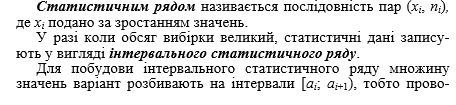 Статистичним рядом називається послідовність пар (xᵢ, nᵢ),
де xᵢ подано за зростанням значень.
У разі коли обсяг вибірки великий, статистичні дані запису-
ють у вигляді інтервального статистичного ряду.
Для побудови інтервального статистичного ряду множину
значень варіант розбивають на інтервали [aᵢ; aᵢ₊₁), тобто прово-